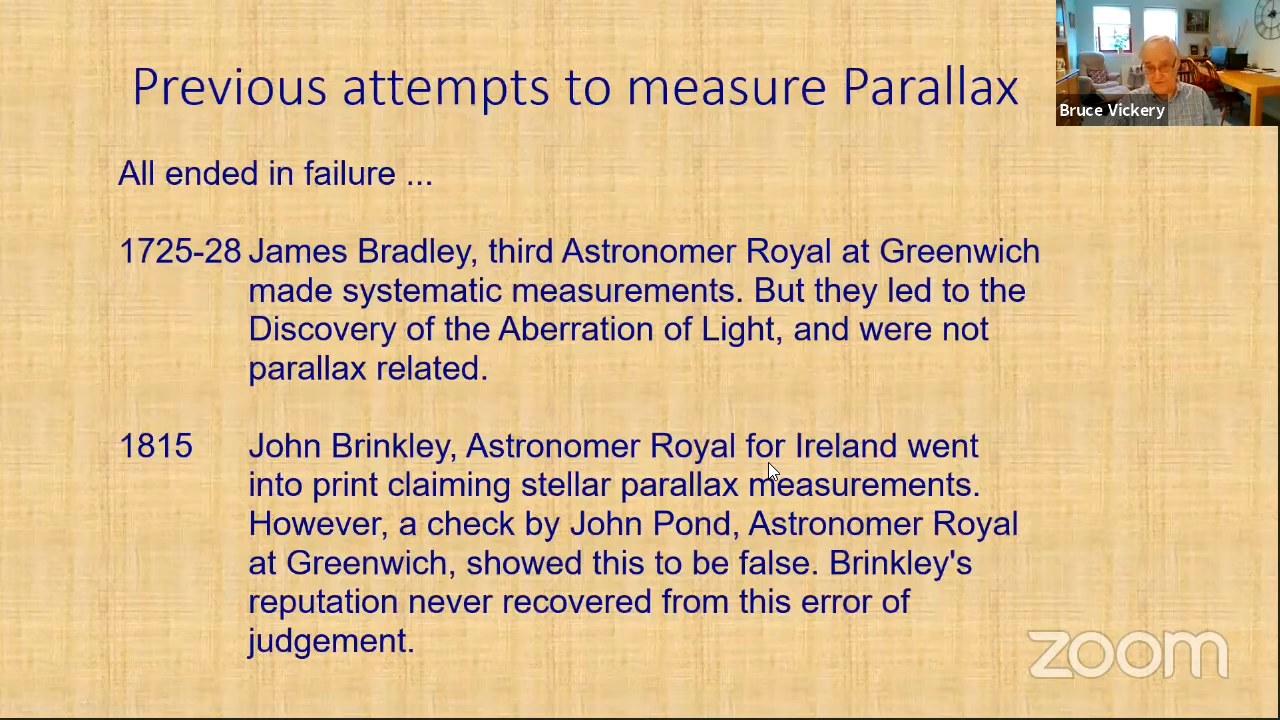 Previous attempts to measure Parallax
Bruce Vickery
All ended in failure ...
1725-28 James Bradley, third Astronomer Royal at Greenwich
made systematic measurements. But they led to the
Discovery of the Aberration of Light, and were not
parallax related.
1815 John Brinkley, Astronomer Royal for Ireland went
into print claiming stellar parallax measurements.
However, a check by John Pond, Astronomer Royal
at Greenwich, showed this to be false. Brinkley's
reputation never recovered from this error of
judgement.
zoom